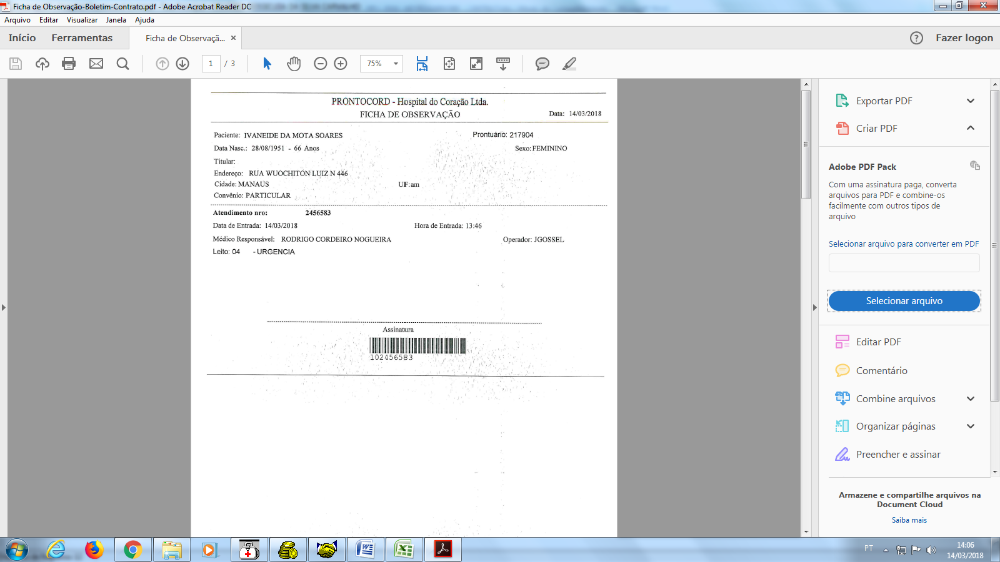 Ficha de Observação-Boletim-Contrato.pdf - Adobe Acrobat Reader DC
Arquivo Editar Visualizar Janela Ajuda
Início Ferramentas Ficha de Observaçã... × ? Fazer logon
1 / 3 75%
PRONTOCORD - Hospital do Coração Ltda.
FICHA DE OBSERVAÇÃO Data: 14/03/2018
Paciente: IVANEIDE DA MOTA SOARES Prontuário: 217904
Data Nasc.: 28/08/1951 - 66 Anos Sexo: FEMININO
Titular:
Endereço: RUA WUOCHITON LUIZ N 446
Cidade: MANAUS UF: am
Convênio: PARTICULAR
Atendimento nro: 2456583
Data de Entrada: 14/03/2018 Hora de Entrada: 13:46
Médico Responsável: RODRIGO CORDEIRO NOGUEIRA Operador: JGOSSEL
Leito: 04 - URGENCIA
Assinatura
102456583
Exportar PDF
Criar PDF
Adobe PDF Pack
Com uma assinatura paga, converta
arquivos para PDF e combine-os
facilmente com outros tipos de
arquivo
Selecionar arquivo para converter em PDF
Selecionar arquivo
Editar PDF
Comentário
Combine arquivos
Organizar páginas
Preencher e assinar
Armazene e compartilhe arquivos na
Document Cloud
Saiba mais
PT 14:06
14/03/2018